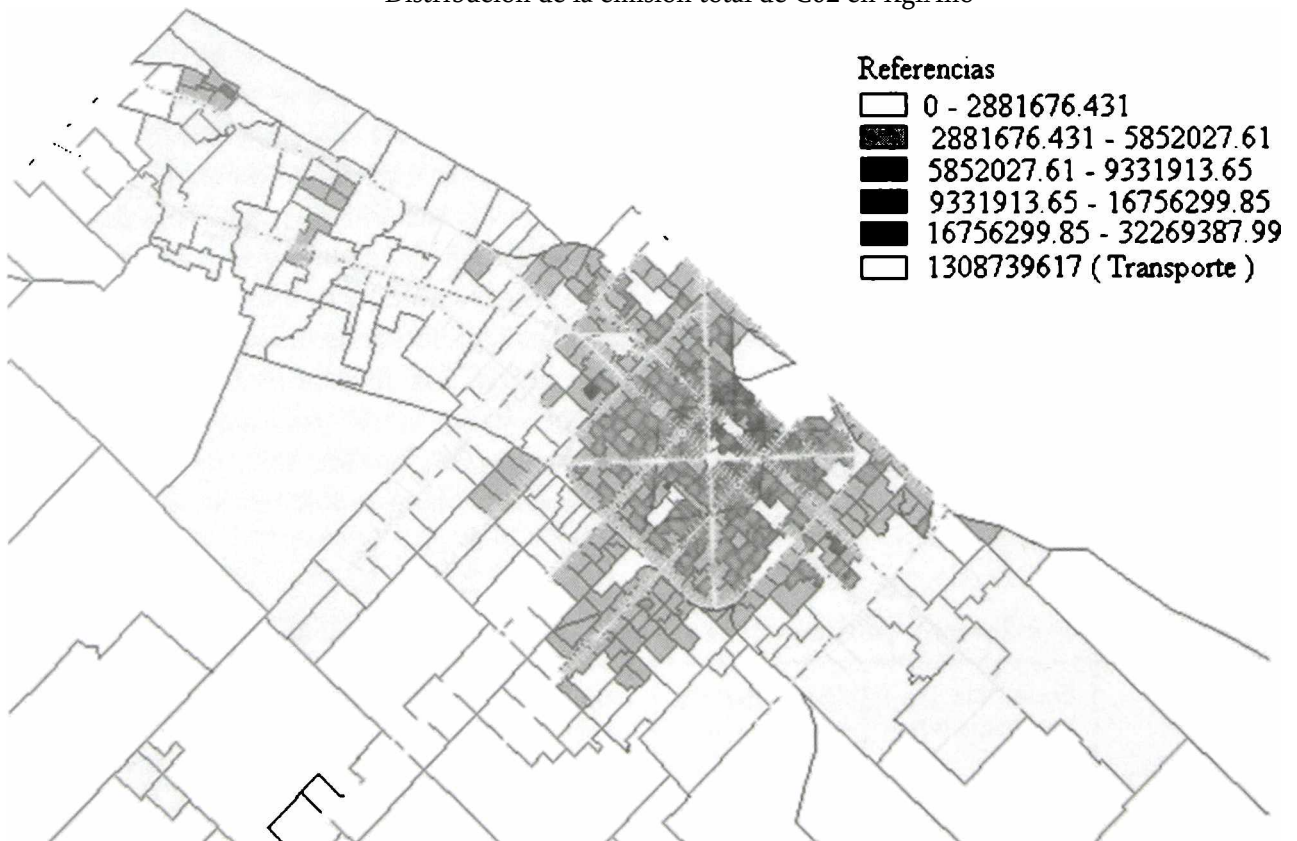 Distribución de la emisión total de C02 en Kg/Año
Referencias
0 - 2881676.431
2881676.431 - 5852027.61
5852027.61 - 9331913.65
9331913.65 - 16756299.85
16756299.85 - 32269387.99
1308739617 ( Transporte )